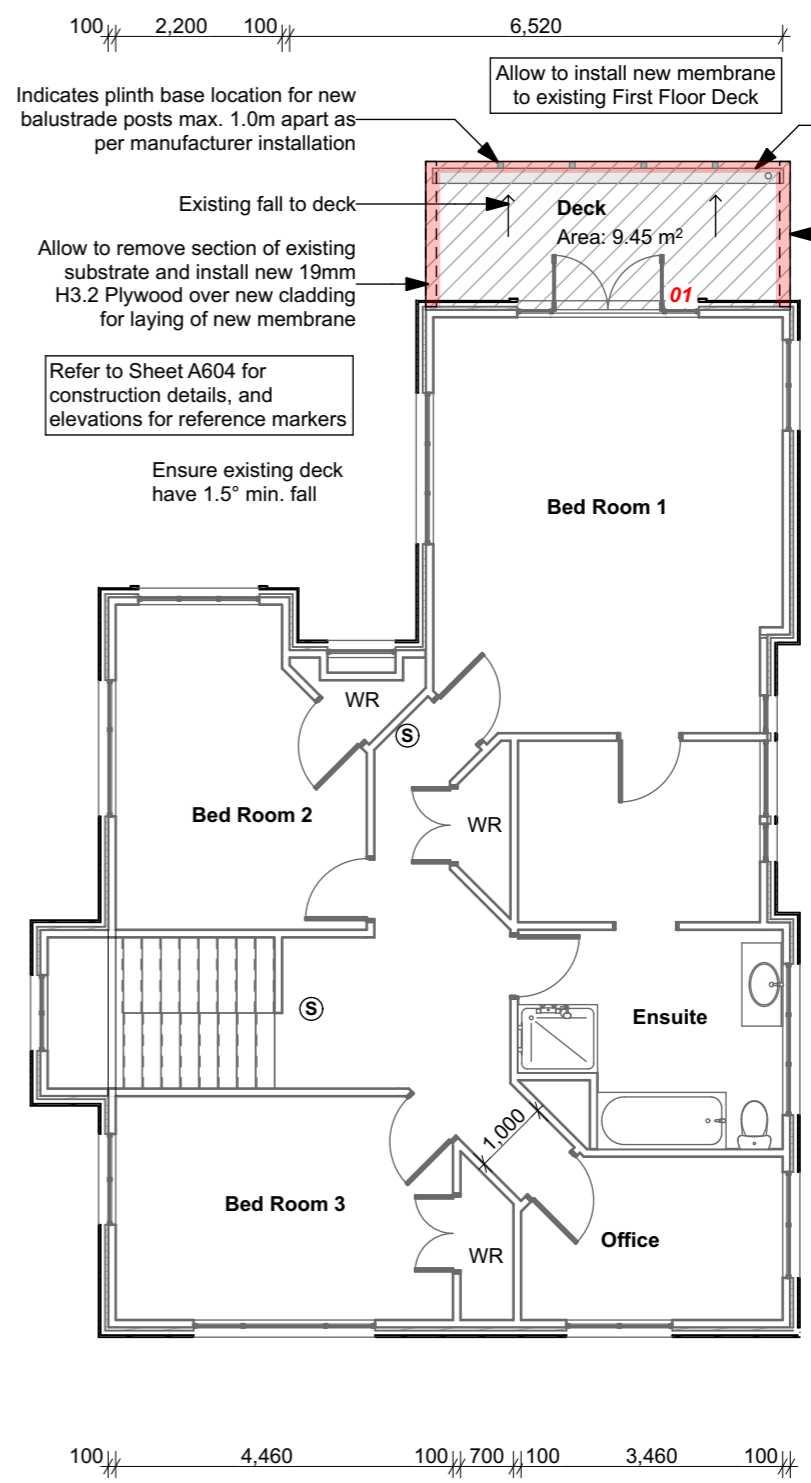 100 2,200 100 6,520
Allow to install new membrane
to existing First Floor Deck
Indicates plinth base location for new
balustrade posts max. 1.0m apart as
per manufacturer installation
Existing fall to deck
Deck
Area: 9.45 m²
Allow to remove section of existing
substrate and install new 19mm
H3.2 Plywood over new cladding
for laying of new membrane
01
Refer to Sheet A604 for
construction details, and
elevations for reference markers
Ensure existing deck
have 1.5° min. fall
Bed Room 1
WR
S
Bed Room 2
WR
S
Ensuite
1,000
Bed Room 3
WR
Office
100 4,460 100 700 100 3,460 100